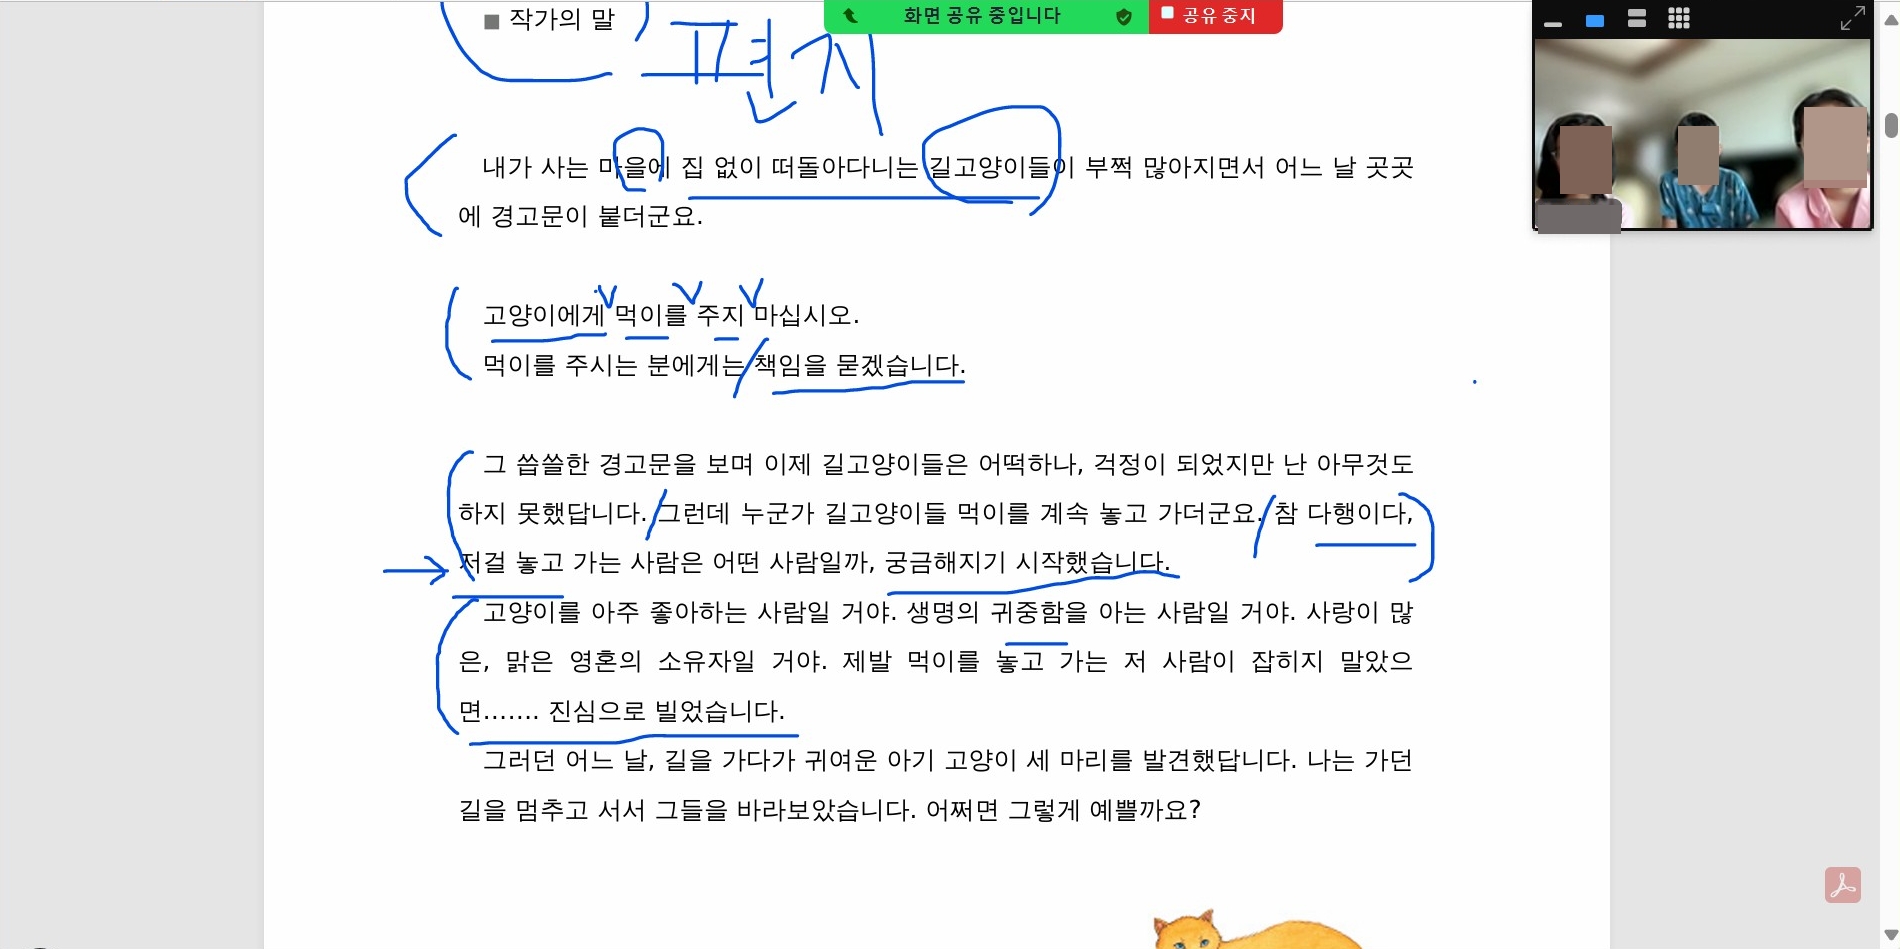 화면 공유 중입니다
공유 중지
■ 작가의 말
내가 사는 마을에 집 없이 떠돌아다니는 길고양이들이 부쩍 많아지면서 어느 날 곳곳
에 경고문이 붙더군요.
고양이에게 먹이를 주지 마십시오.
먹이를 주시는 분에게는 책임을 묻겠습니다.
그 씁쓸한 경고문을 보며 이제 길고양이들은 어떡하나, 걱정이 되었지만 난 아무것도
하지 못했답니다. 그런데 누군가 길고양이들 먹이를 계속 놓고 가더군요. 참 다행이다,
저걸 놓고 가는 사람은 어떤 사람일까, 궁금해지기 시작했습니다.
고양이를 아주 좋아하는 사람일 거야. 생명의 귀중함을 아는 사람일 거야. 사랑이 많
은, 맑은 영혼의 소유자일 거야. 제발 먹이를 놓고 가는 저 사람이 잡히지 말았으
면……. 진심으로 빌었습니다.
그러던 어느 날, 길을 가다가 귀여운 아기 고양이 세 마리를 발견했답니다. 나는 가던
길을 멈추고 서서 그들을 바라보았습니다. 어쩌면 그렇게 예쁠까요?